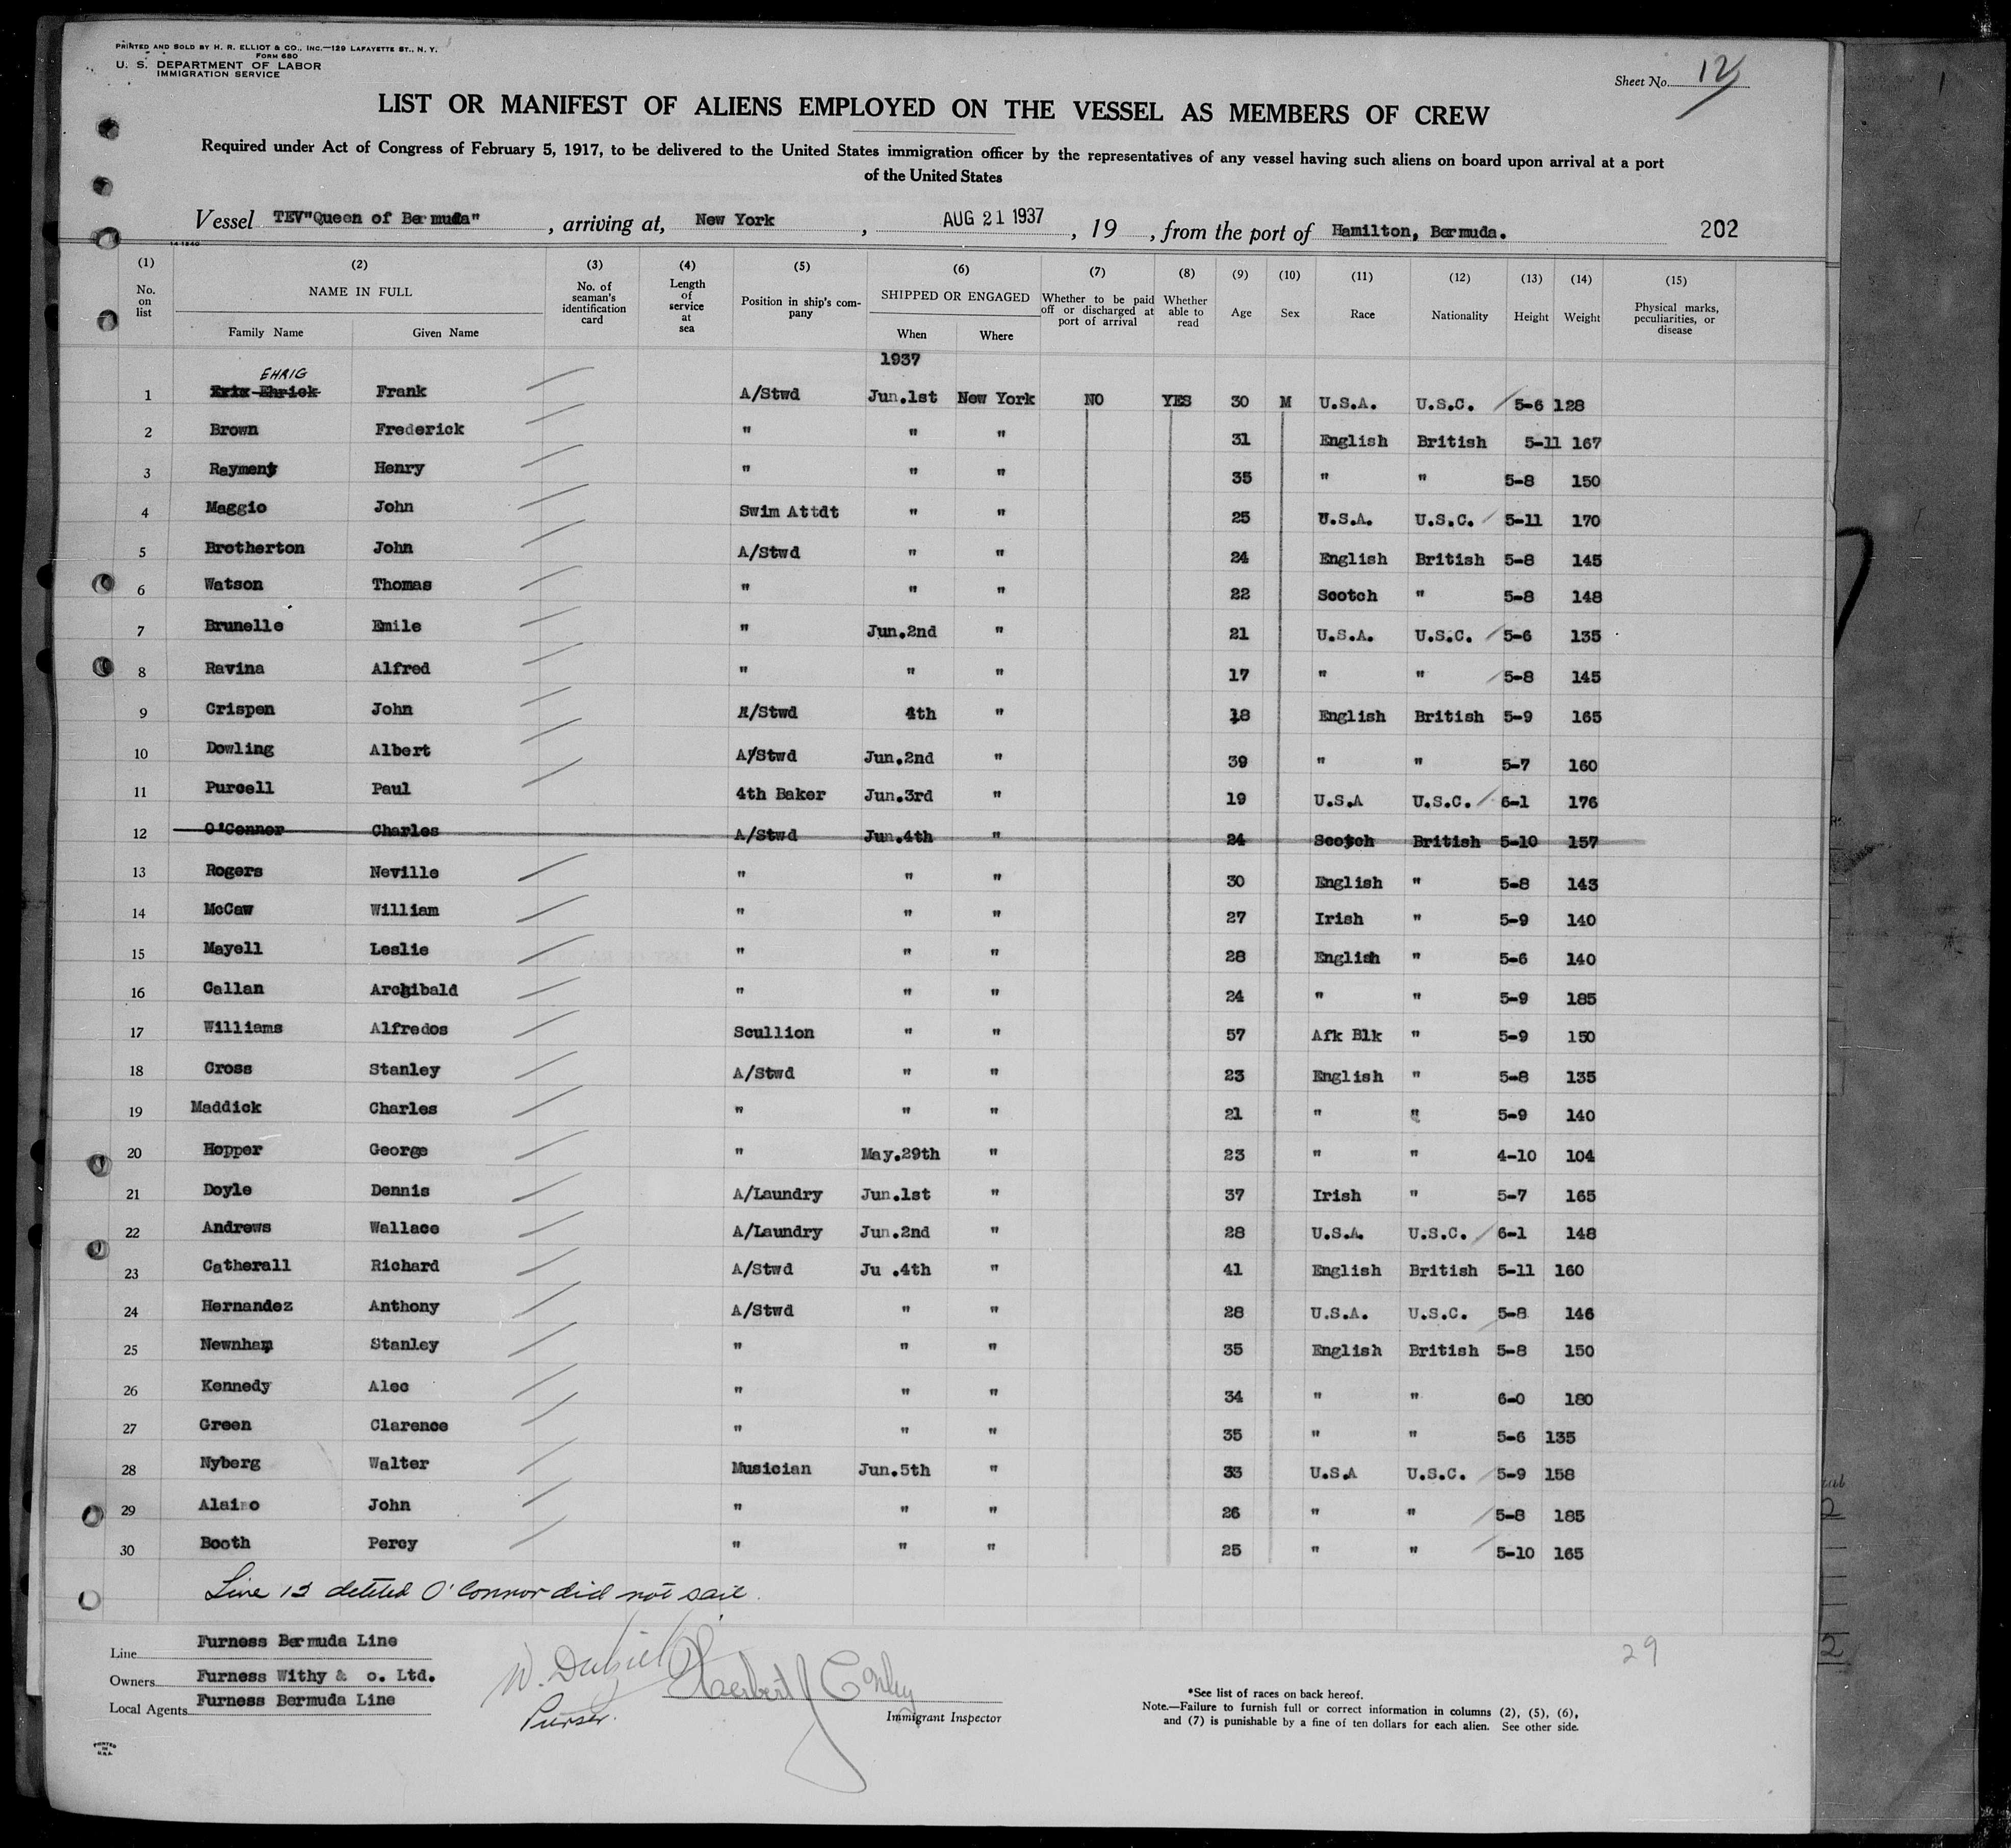 PRINTED AND SOLD BY H. R. ELLIOT & CO., INC.—129 LAFAYETTE ST., N. Y.
FORM 680
U. S. DEPARTMENT OF LABOR
IMMIGRATION SERVICE
Sheet No. 12
LIST OR MANIFEST OF ALIENS EMPLOYED ON THE VESSEL AS MEMBERS OF CREW
Required under Act of Congress of February 5, 1917, to be delivered to the United States immigration officer by the representatives of any vessel having such aliens on board upon arrival at a port
of the United States
Vessel TEV"Queen of Bermuda" , arriving at, New York , AUG 21 1937 , 19 , from the port of Hamilton, Bermuda. 202
14 1840
(1) (2) (3) (4) (5) (6) (7) (8) (9) (10) (11) (12) (13) (14) (15)
No. on list NAME IN FULL Family Name Given Name No. of seaman's identification card Length of service at sea Position in ship's company SHIPPED OR ENGAGED When Where Whether to be paid off or discharged at port of arrival Whether able to read Age Sex Race Nationality Height Weight Physical marks, peculiarities, or disease
1937
EHRIG
1 Ehrick Frank A/Stwd Jun.1st New York NO YES 30 M U.S.A. U.S.C. 5-6 128
2 Brown Frederick " " " 31 English British 5-11 167
3 Rayment Henry " " " 35 " " 5-8 150
4 Maggio John Swim Attdt " " 25 U.S.A. U.S.C. 5-11 170
5 Brotherton John A/Stwd " " 24 English British 5-8 145
6 Watson Thomas " " " 22 Scotch " 5-8 148
7 Brunelle Emile " Jun.2nd " 21 U.S.A. U.S.C. 5-6 135
8 Ravina Alfred " " " 17 " " 5-8 145
9 Crispen John A/Stwd 4th " 18 English British 5-9 165
10 Dowling Albert A/Stwd Jun.2nd " 39 " " 5-7 160
11 Purcell Paul 4th Baker Jun.3rd " 19 U.S.A U.S.C. 6-1 176
12 O'Connor Charles A/Stwd Jun.4th " 24 Scotch British 5-10 157
13 Rogers Neville " " " 30 English " 5-8 143
14 McCaw William " " " 27 Irish " 5-9 140
15 Mayell Leslie " " " 28 English " 5-6 140
16 Callan Archibald " " " 24 " " 5-9 185
17 Williams Alfredos Scullion " " 57 Afk Blk " 5-9 150
18 Cross Stanley A/Stwd " " 23 English " 5-8 135
19 Maddick Charles " " " 21 " " 5-9 140
20 Hopper George " May.29th " 23 " " 4-10 104
21 Doyle Dennis A/Laundry Jun.1st " 37 Irish " 5-7 165
22 Andrews Wallace A/Laundry Jun.2nd " 28 U.S.A. U.S.C. 6-1 148
23 Catherall Richard A/Stwd Ju .4th " 41 English British 5-11 160
24 Hernandez Anthony A/Stwd " " 28 U.S.A. U.S.C. 5-8 146
25 Newnham Stanley " " " 35 English British 5-8 150
26 Kennedy Alec " " " 34 " " 6-0 180
27 Green Clarence " " " 35 " " 5-6 135
28 Nyberg Walter Musician Jun.5th " 33 U.S.A U.S.C. 5-9 158
29 Alaimo John " " " 26 " " 5-8 185
30 Booth Percy " " " 25 " " 5-10 165
Line 12 deleted O'Connor did not sail.
Line Furness Bermuda Line
Owners Furness Withy & o. Ltd.
Local Agents Furness Bermuda Line
Purser.
Immigrant Inspector
29
*See list of races on back hereof.
Note.—Failure to furnish full or correct information in columns (2), (5), (6),
and (7) is punishable by a fine of ten dollars for each alien. See other side.
PRINTED IN U.S.A.